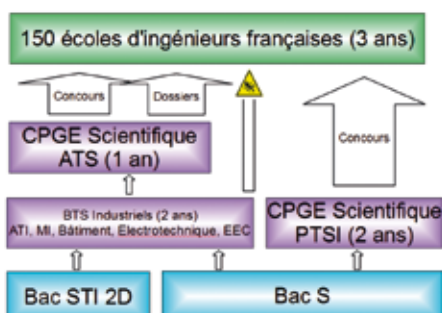 150 écoles d'ingénieurs françaises (3 ans)
Concours
Dossiers
Concours
CPGE Scientifique
ATS (1 an)
BTS Industriels (2 ans)
ATI, MI, Bâtiment, Electrotechnique, EEC
CPGE Scientifique
PTSI (2 ans)
Bac STI 2D
Bac S